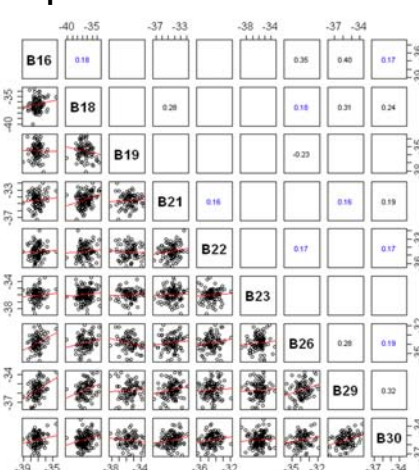 -40 -35 -37 -33 -38 -34 -37 -34
B16 0.18 0.35 0.40 0.17
-40 -35 B18 0.28 0.18 0.31 0.24
B19 -0.23
-37 -33 B21 0.16 0.16 0.19
B22 0.17 0.17
-38 -34 B23
B26 0.28 0.19
-37 -34 B29 0.32
B30
-35 -38 -34 -36 -32 -35 -32